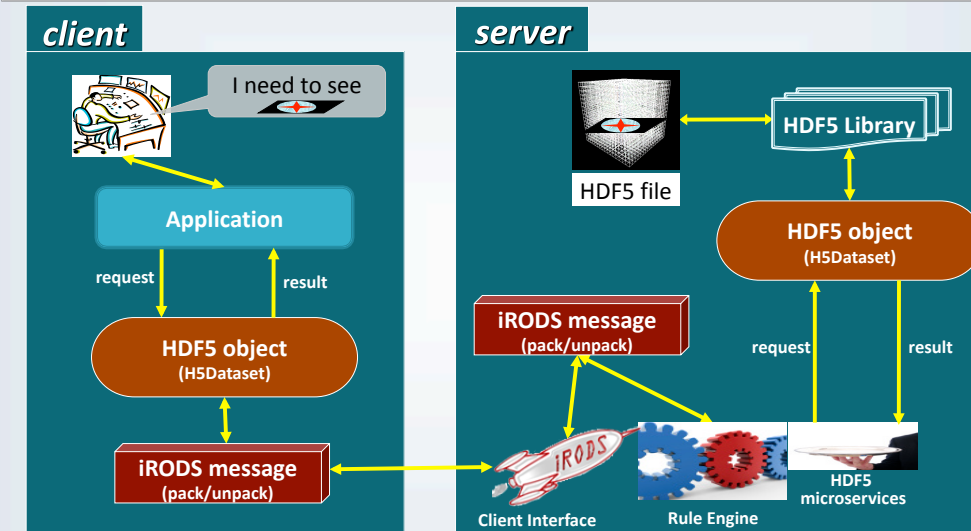 client
I need to see
Application
request
result
HDF5 object
(H5Dataset)
iRODS message
(pack/unpack)
server
HDF5 file
HDF5 Library
HDF5 object
(H5Dataset)
iRODS message
(pack/unpack)
request
result
iRODS
Client Interface
Rule Engine
HDF5
microservices